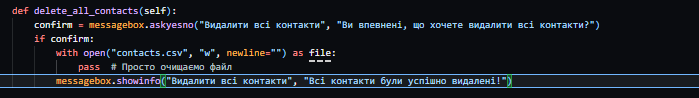 def delete_all_contacts(self):
confirm = messagebox.askyesno("Видалити всі контакти", "Ви впевнені, що хочете видалити всі контакти?")
if confirm:
with open("contacts.csv", "w", newline="") as file:
pass  # Просто очищаємо файл
messagebox.showinfo("Видалити всі контакти", "Всі контакти були успішно видалені!")